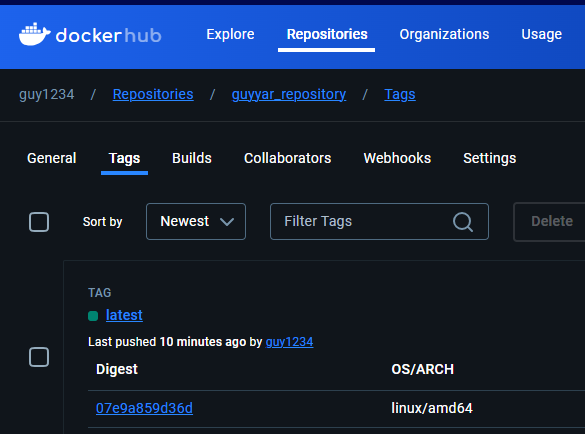 dockerhub Explore Repositories Organizations Usage
guy1234 / Repositories / guyyar_repository / Tags
General Tags Builds Collaborators Webhooks Settings
Sort by Newest Filter Tags Delete
TAG
latest
Last pushed 10 minutes ago by guy1234
Digest OS/ARCH
07e9a859d36d linux/amd64